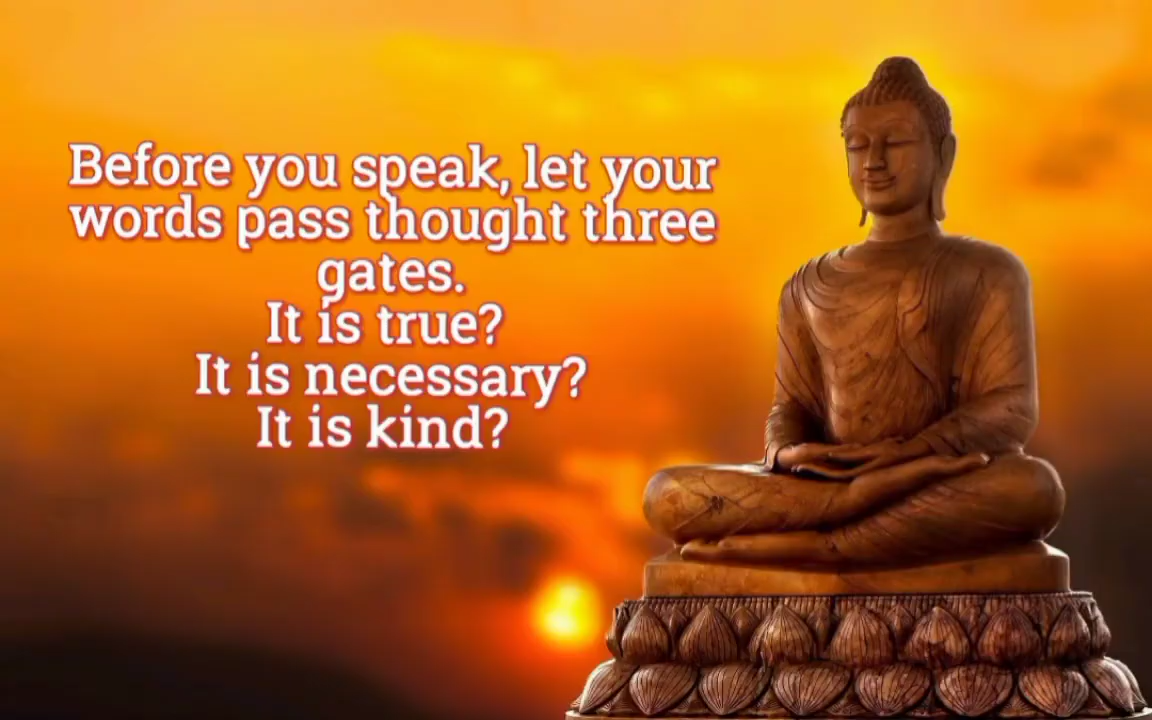 Before you speak, let your
words pass thought three
gates.
It is true?
It is necessary?
It is kind?